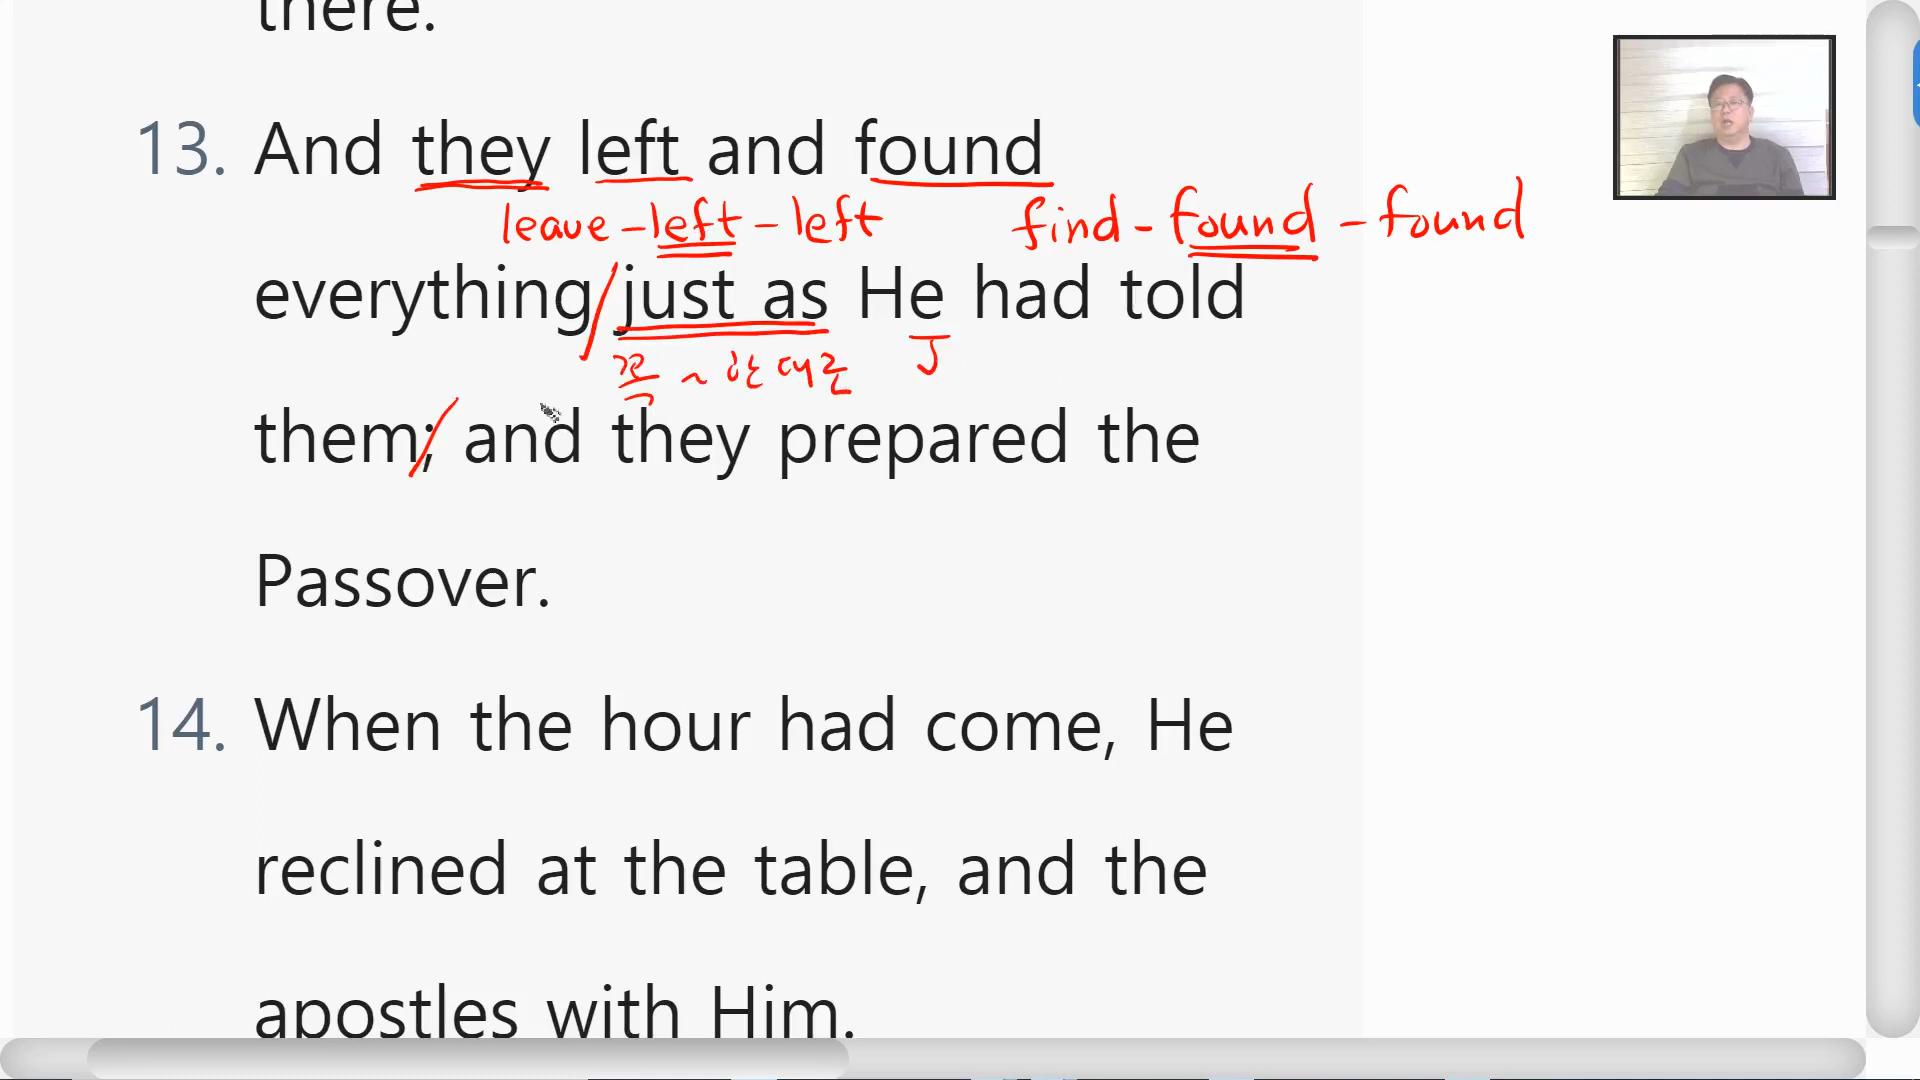 there.
13. And they left and found
leave - left - left find - found - found
everything just as He had told
꼭 ~ 한 대로 J
them; and they prepared the
Passover.
14. When the hour had come, He
reclined at the table, and the
apostles with Him.